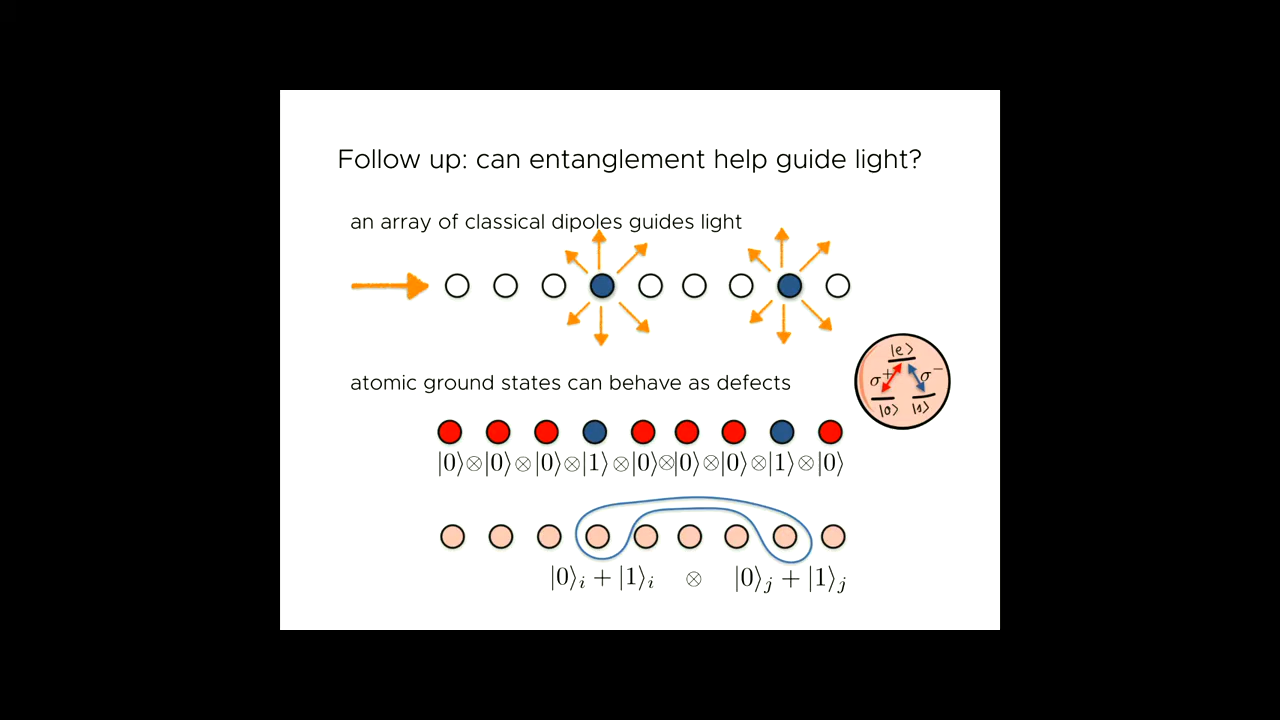 Follow up: can entanglement help guide light?
an array of classical dipoles guides light
|e⟩
σ⁺ σ⁻
|0⟩ |1⟩
atomic ground states can behave as defects
|0⟩⊗|0⟩⊗|0⟩⊗|1⟩⊗|0⟩⊗|0⟩⊗|0⟩⊗|1⟩⊗|0⟩
|0⟩ᵢ + |1⟩ᵢ ⊗ |0⟩ⱼ + |1⟩ⱼ